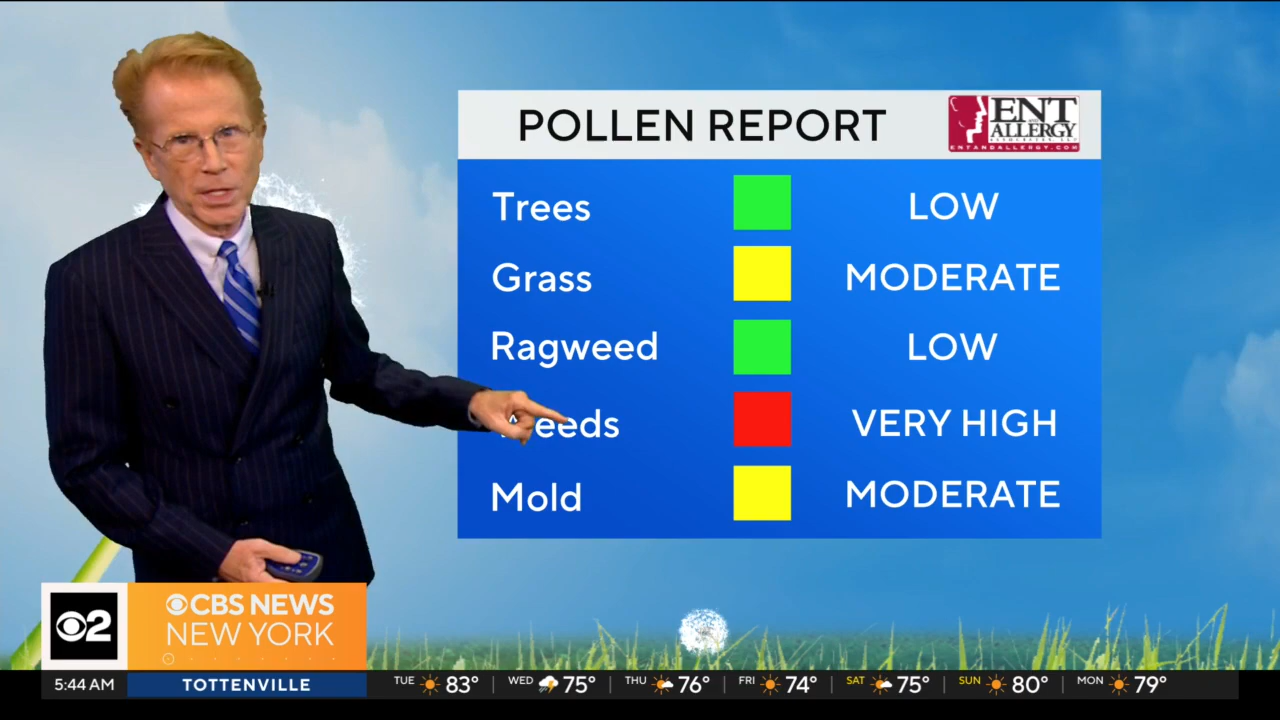 POLLEN REPORT
ENT
ALLERGY
ENTANDALLERGY.COM
Trees LOW
Grass MODERATE
Ragweed LOW
eeds VERY HIGH
Mold MODERATE
2
CBS NEWS
NEW YORK
5:44 AM TOTTENVILLE TUE 83° WED 75° THU 76° FRI 74° SAT 75° SUN 80° MON 79°